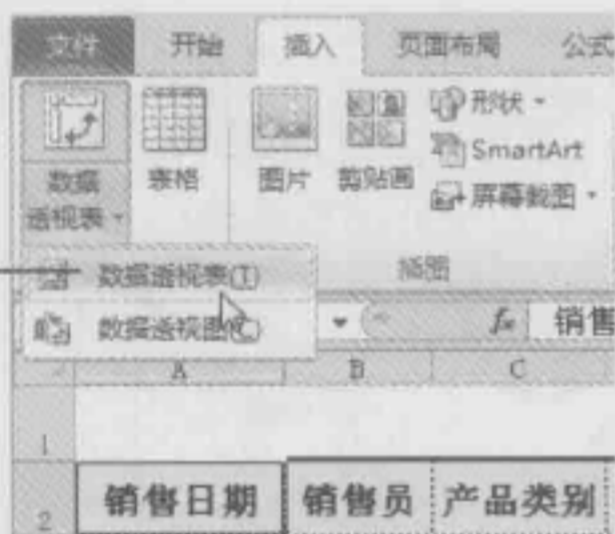 文件 开始 插入 页面布局 公式
形状
SmartArt
数据 表格 图片 剪贴画
屏幕截图
透视表
插图
数据透视表(T)
数据透视图(C)
fx 销售
A B C
1
2 销售日期 销售员 产品类别